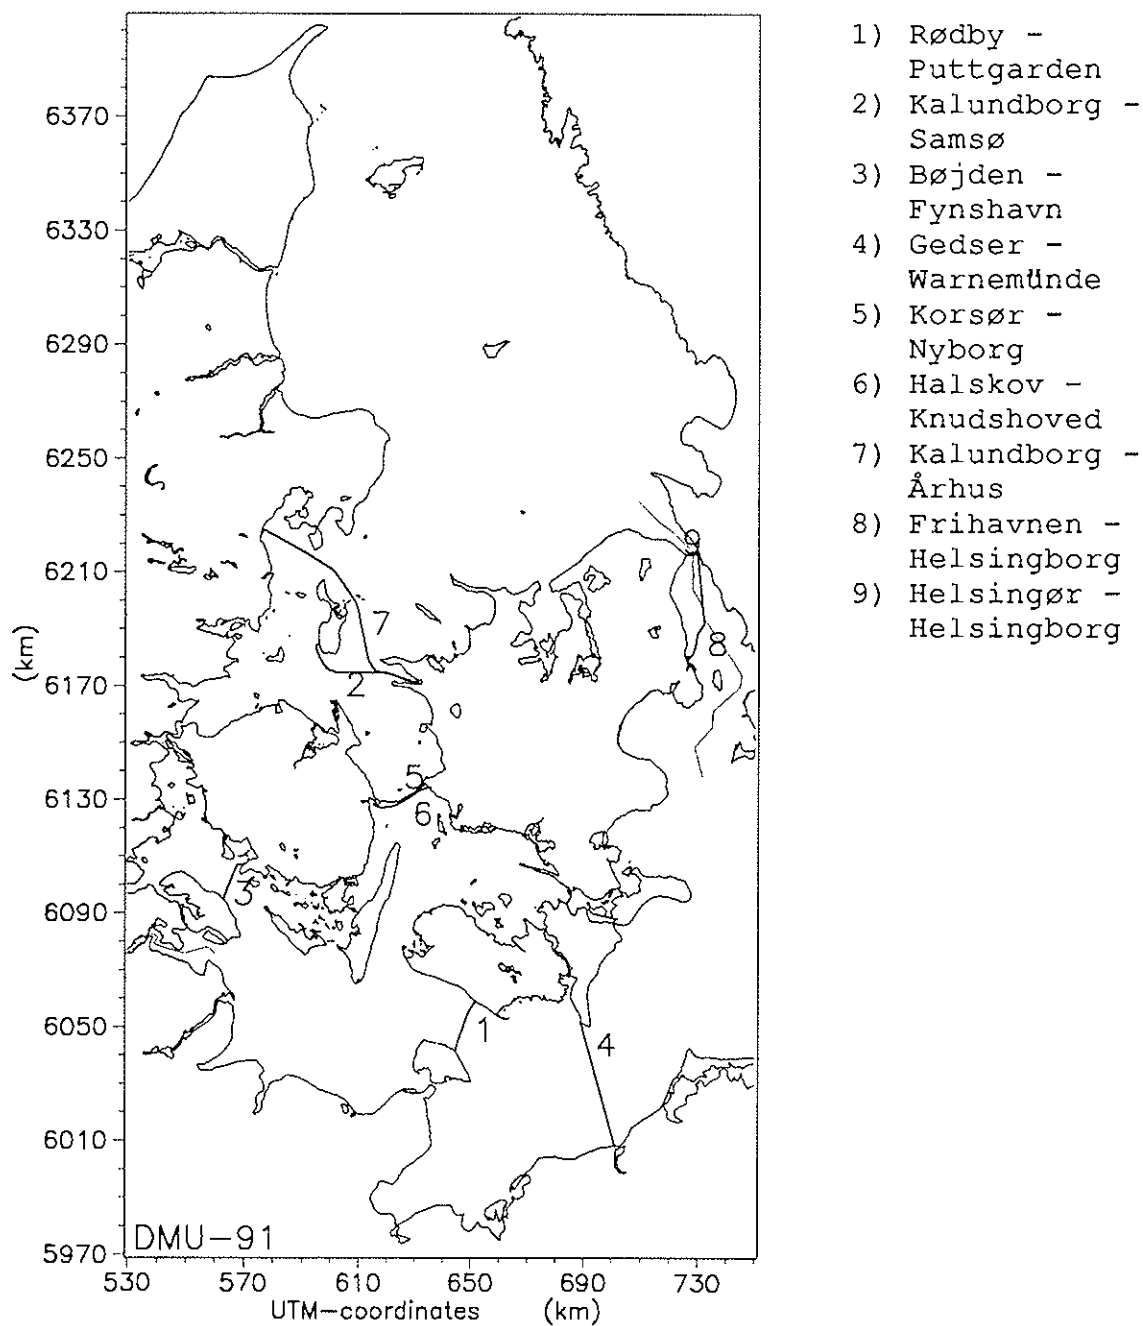 1) Rødby -
Puttgarden
2) Kalundborg -
Samsø
3) Bøjden -
Fynshavn
4) Gedser -
Warnemünde
5) Korsør -
Nyborg
6) Halskov -
Knudshoved
7) Kalundborg -
Århus
8) Frihavnen -
Helsingborg
9) Helsingør -
Helsingborg
6370
6330
6290
6250
6210
6170
6130
6090
6050
6010
5970
(km)
7
8
2
5
6
3
1
4
DMU-91
530 570 610 650 690 730
UTM-coordinates (km)